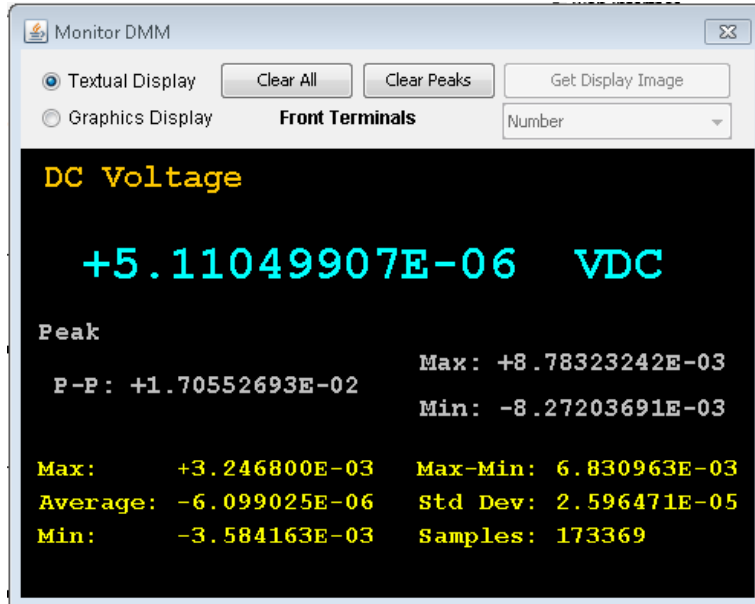 Monitor DMM
Textual Display Clear All Clear Peaks Get Display Image
Graphics Display Front Terminals Number
DC Voltage
+5.11049907E-06 VDC
Peak
P-P: +1.70552693E-02
Max: +8.78323242E-03
Min: -8.27203691E-03
Max: +3.246800E-03 Max-Min: 6.830963E-03
Average: -6.099025E-06 Std Dev: 2.596471E-05
Min: -3.584163E-03 Samples: 173369